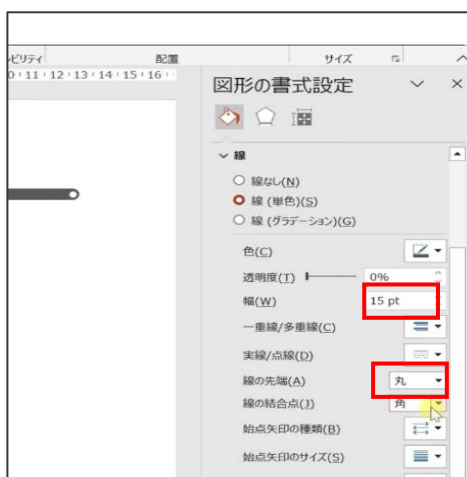 ビリティ 配置 サイズ
0 11 12 13 14 15 16
図形の書式設定
線
線なし(N)
線 (単色)(S)
線 (グラデーション)(G)
色(C)
透明度(T) 0%
幅(W) 15 pt
一重線/多重線(C)
実線/点線(D)
線の先端(A) 丸
線の結合点(J) 角
始点矢印の種類(B)
始点矢印のサイズ(S)